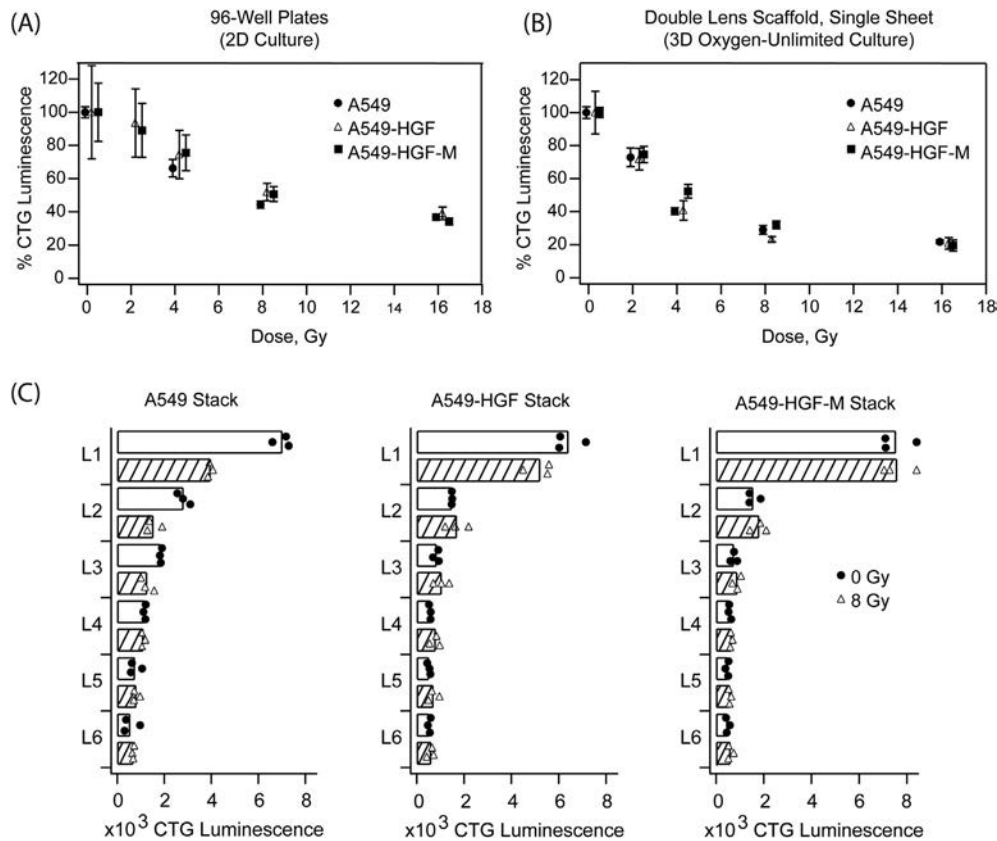 (A)
96-Well Plates
(2D Culture)
% CTG Luminescence
120
100
80
60
40
20
0
A549
A549-HGF
A549-HGF-M
0 2 4 6 8 10 12 14 16 18
Dose, Gy
(B)
Double Lens Scaffold, Single Sheet
(3D Oxygen-Unlimited Culture)
% CTG Luminescence
120
100
80
60
40
20
0
A549
A549-HGF
A549-HGF-M
0 2 4 6 8 10 12 14 16 18
Dose, Gy
(C)
A549 Stack
L1
L2
L3
L4
L5
L6
0 2 4 6 8
x10³ CTG Luminescence
A549-HGF Stack
L1
L2
L3
L4
L5
L6
0 2 4 6 8
x10³ CTG Luminescence
A549-HGF-M Stack
L1
L2
L3
L4
L5
L6
0 Gy
8 Gy
0 2 4 6 8
x10³ CTG Luminescence